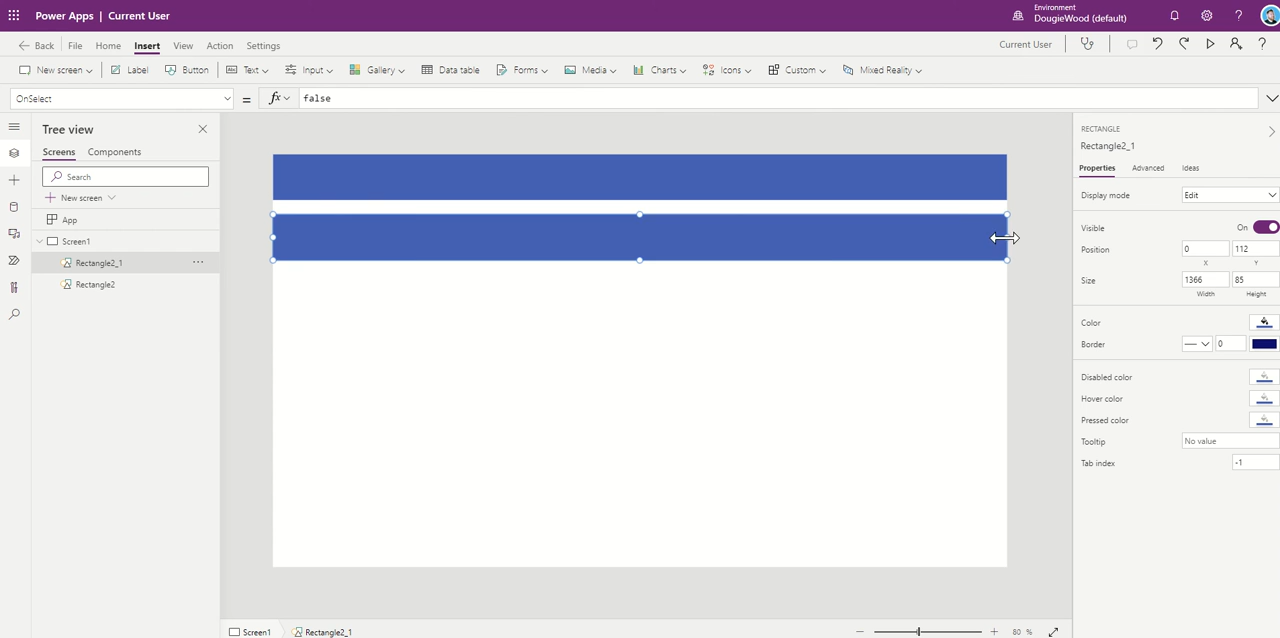 Power Apps | Current User
Environment
DougieWood (default)
Back File Home Insert View Action Settings
Current User
New screen Label Button Text Input Gallery Data table Forms Media Charts Icons Custom Mixed Reality
OnSelect = fx false
Tree view
Screens Components
Search
New screen
App
Screen1
Rectangle2_1
Rectangle2
RECTANGLE
Rectangle2_1
Properties Advanced Ideas
Display mode Edit
Visible On
Position 0 112
X Y
Size 1366 85
Width Height
Color
Border 0
Disabled color
Hover color
Pressed color
Tooltip No value
Tab index -1
Screen1 Rectangle2_1 80 %